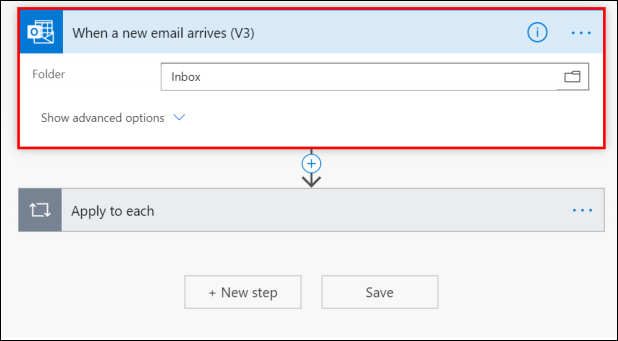 When a new email arrives (V3)
Folder
Inbox
Show advanced options
Apply to each
+ New step
Save